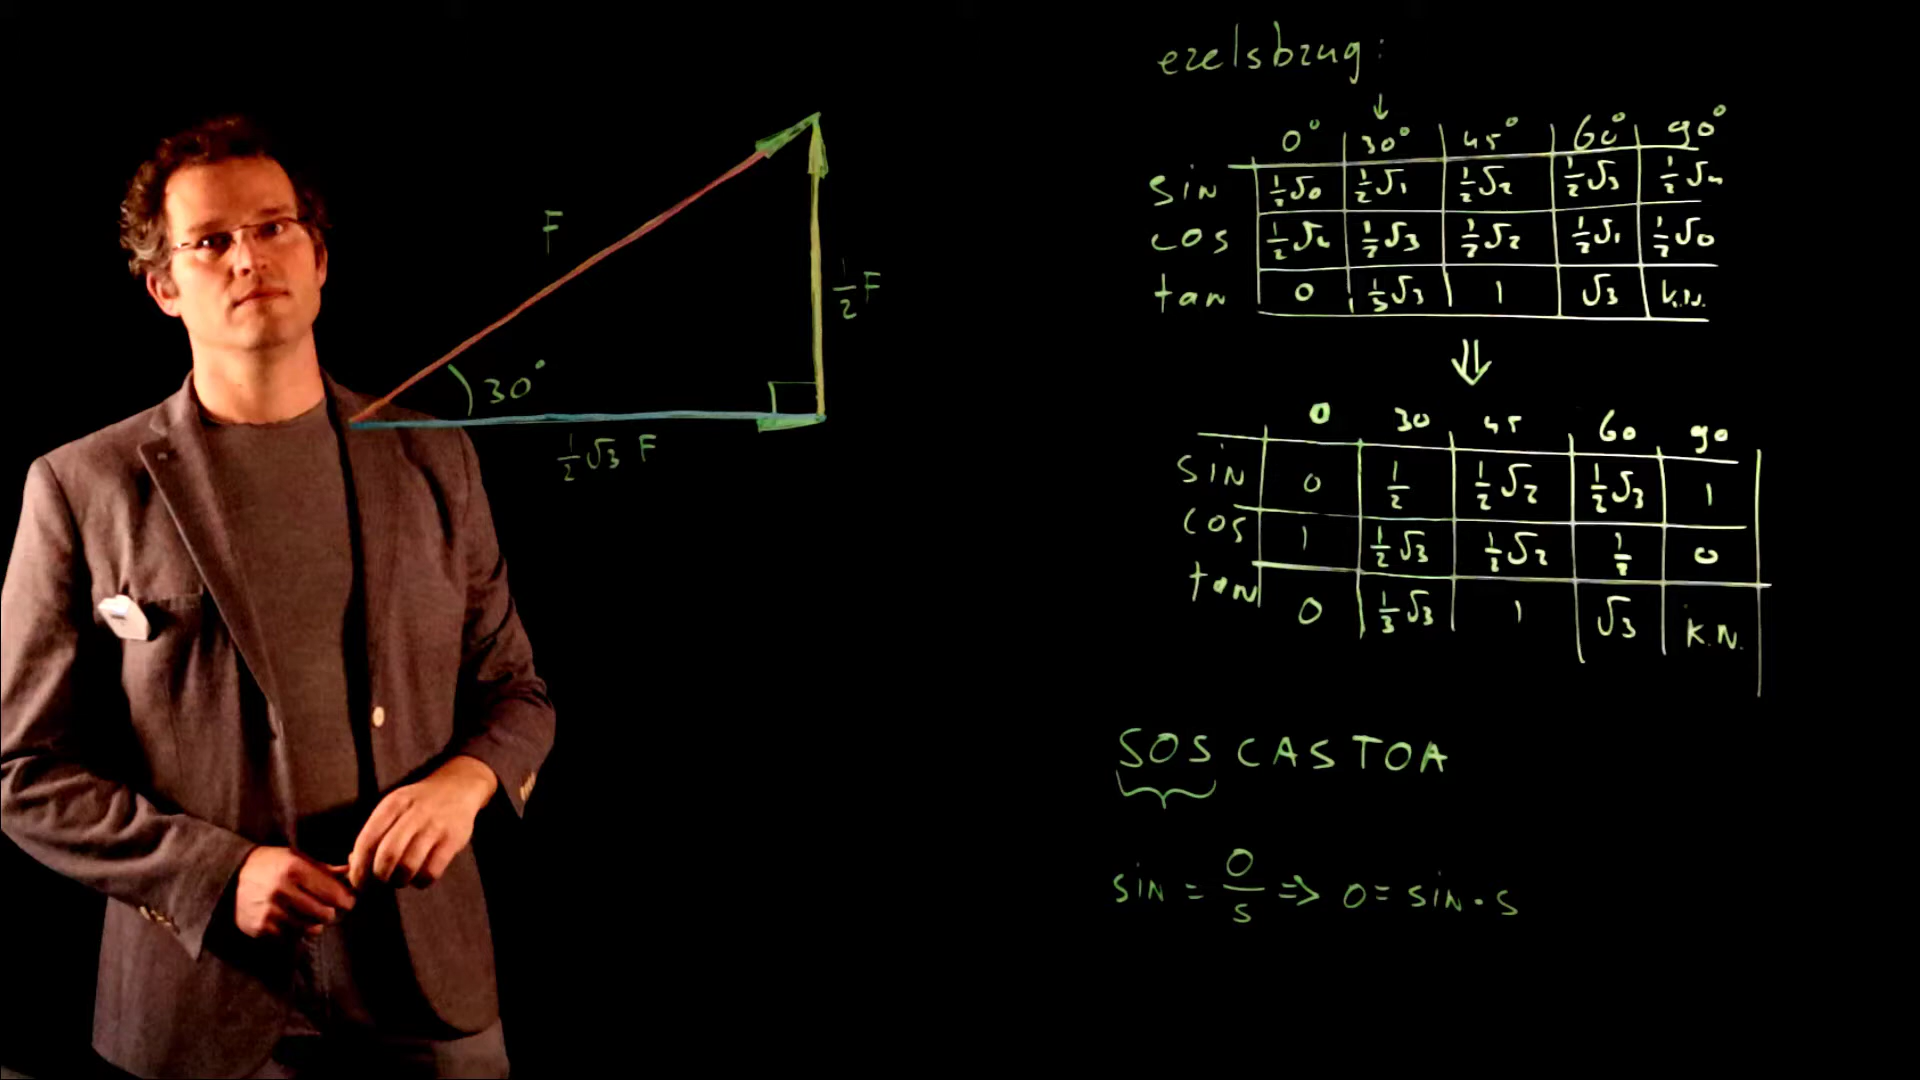 F
½F
30°
½√3 F
ezelsbrug:
0° 30° 45° 60° 90°
sin ½√0 ½√1 ½√2 ½√3 ½√4
cos ½√4 ½√3 ½√2 ½√1 ½√0
tan 0 ⅓√3 1 √3 k.N.
⇓
0 30 45 60 90
sin 0 ½ ½√2 ½√3 1
cos 1 ½√3 ½√2 ½ 0
tan 0 ⅓√3 1 √3 K.N.
SOS CAS TOA
sin = O/S ⇒ O = sin · S